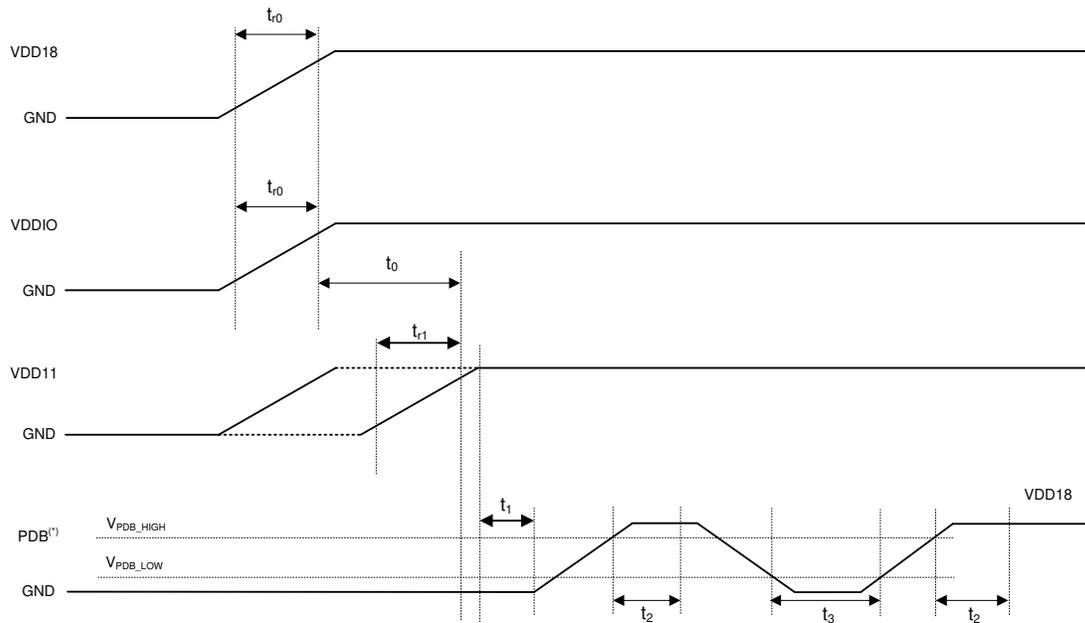 tr0
VDD18
GND
tr0
VDDIO
t0
GND
tr1
VDD11
GND
t1
VDD18
VPDB_HIGH
PDB(*)
VPDB_LOW
GND
t2
t3
t2